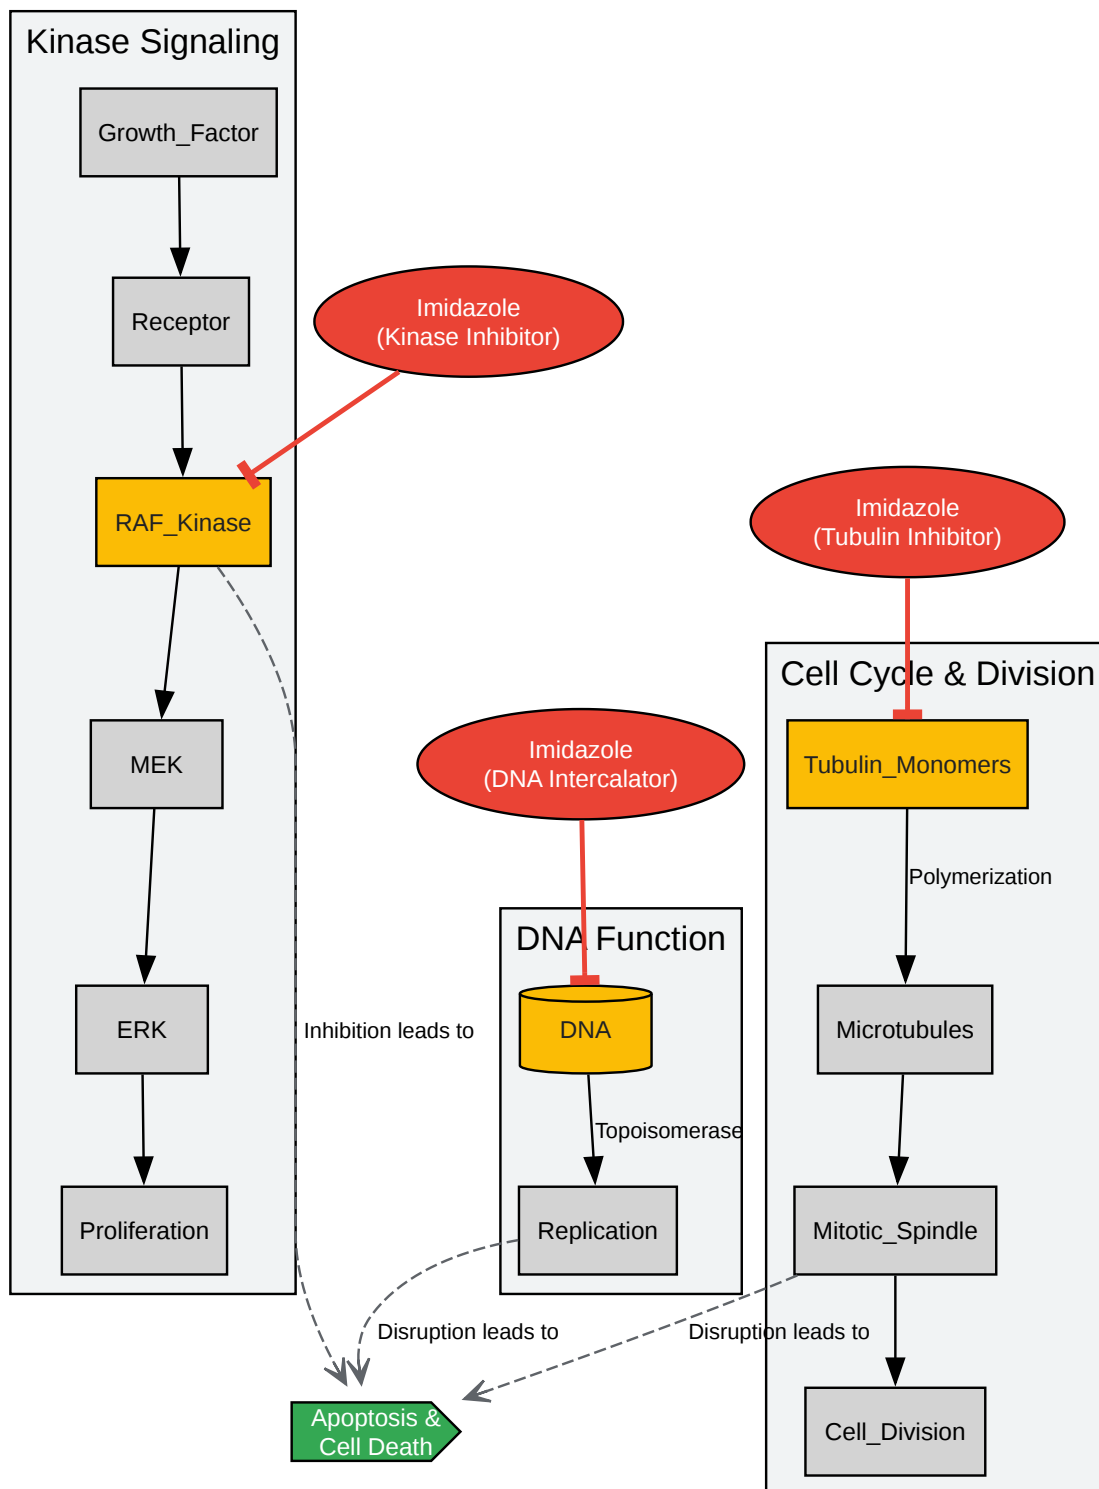 Kinase Signaling
Growth_Factor
Receptor
Imidazole
(Kinase Inhibitor)
RAF_Kinase
Imidazole
(Tubulin Inhibitor)
Cell Cycle & Division
MEK
Imidazole
(DNA Intercalator)
Tubulin_Monomers
Polymerization
DNA Function
ERK
Inhibition leads to
DNA
Microtubules
Topoisomerase
Proliferation
Replication
Mitotic_Spindle
Disruption leads to
Disruption leads to
Apoptosis &
Cell Death
Cell_Division